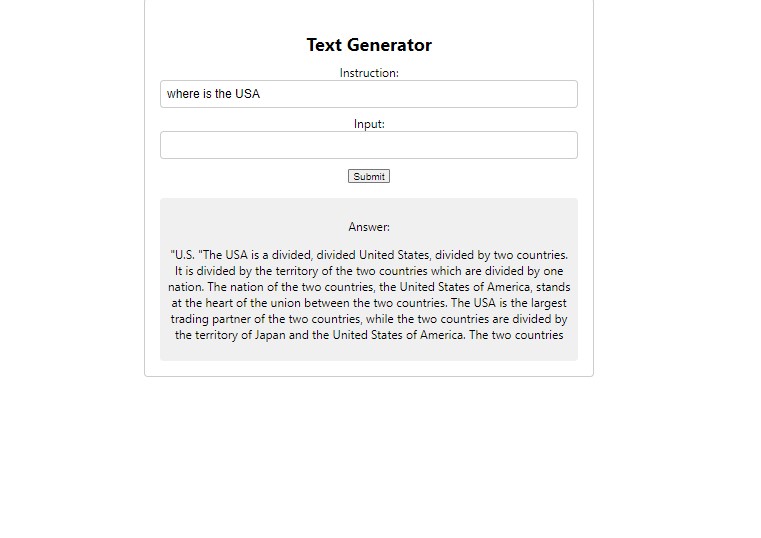 Text Generator
Instruction:
where is the USA
Input:
Submit
Answer:
"U.S. "The USA is a divided, divided United States, divided by two countries.
It is divided by the territory of the two countries which are divided by one
nation. The nation of the two countries, the United States of America, stands
at the heart of the union between the two countries. The USA is the largest
trading partner of the two countries, while the two countries are divided by
the territory of Japan and the United States of America. The two countries